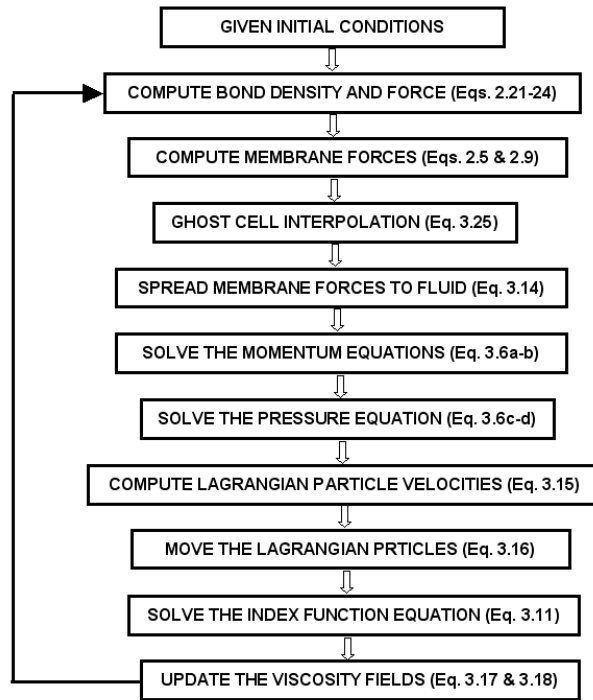 GIVEN INITIAL CONDITIONS
COMPUTE BOND DENSITY AND FORCE (Eqs. 2.21-24)
COMPUTE MEMBRANE FORCES (Eqs. 2.5 & 2.9)
GHOST CELL INTERPOLATION (Eq. 3.25)
SPREAD MEMBRANE FORCES TO FLUID (Eq. 3.14)
SOLVE THE MOMENTUM EQUATIONS (Eq. 3.6a-b)
SOLVE THE PRESSURE EQUATION (Eq. 3.6c-d)
COMPUTE LAGRANGIAN PARTICLE VELOCITIES (Eq. 3.15)
MOVE THE LAGRANGIAN PRTICLES (Eq. 3.16)
SOLVE THE INDEX FUNCTION EQUATION (Eq. 3.11)
UPDATE THE VISCOSITY FIELDS (Eq. 3.17 & 3.18)